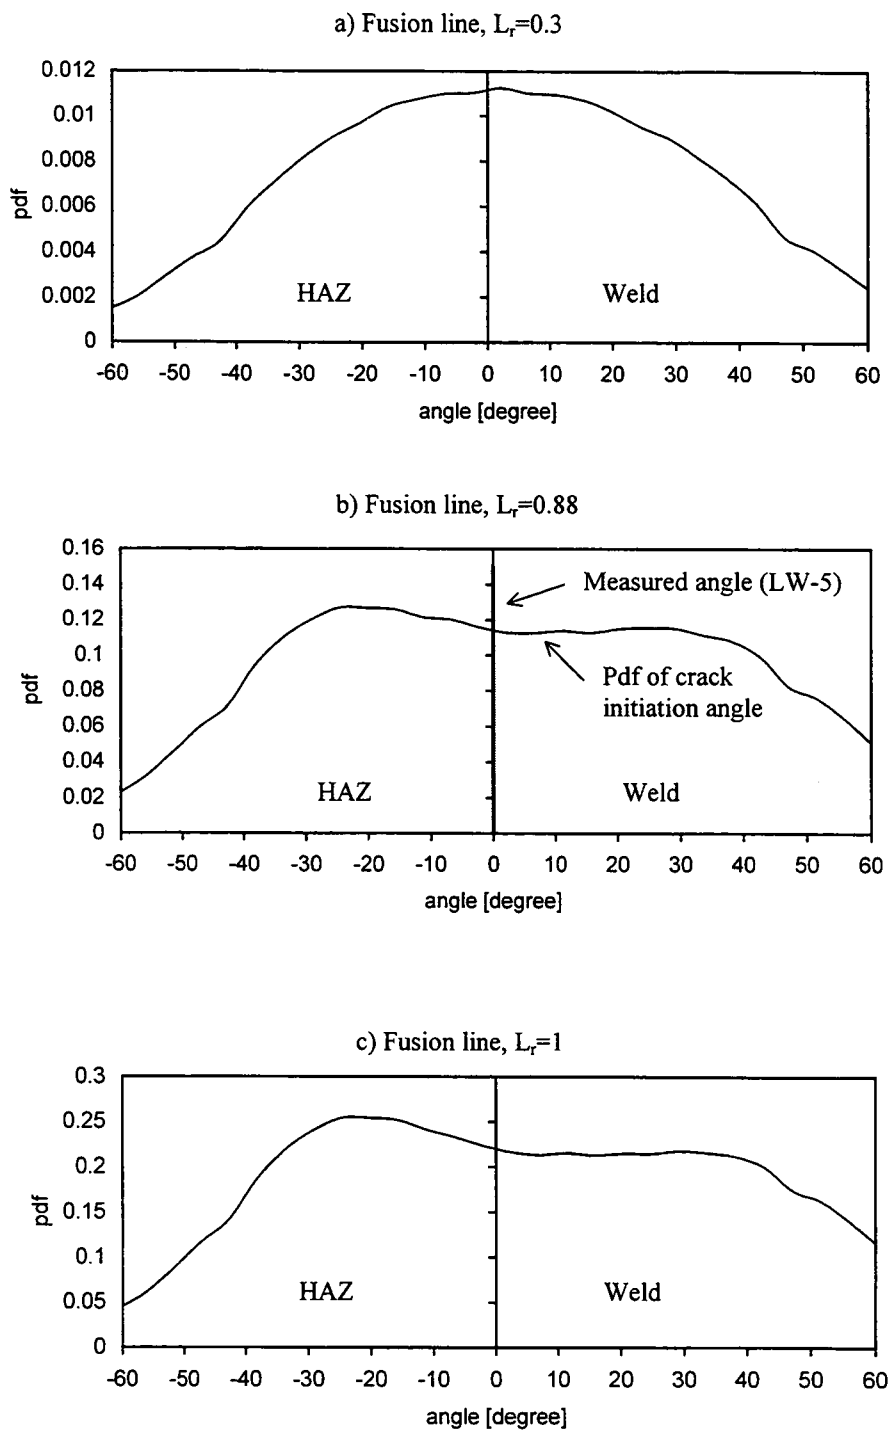 a) Fusion line, Lr=0.3
0.012
0.01
0.008
0.006
0.004
0.002
0
pdf
HAZ
Weld
-60 -50 -40 -30 -20 -10 0 10 20 30 40 50 60
angle [degree]
b) Fusion line, Lr=0.88
0.16
0.14
0.12
0.1
0.08
0.06
0.04
0.02
0
pdf
Measured angle (LW-5)
Pdf of crack
initiation angle
HAZ
Weld
-60 -50 -40 -30 -20 -10 0 10 20 30 40 50 60
angle [degree]
c) Fusion line, Lr=1
0.3
0.25
0.2
0.15
0.1
0.05
0
pdf
HAZ
Weld
-60 -50 -40 -30 -20 -10 0 10 20 30 40 50 60
angle [degree]